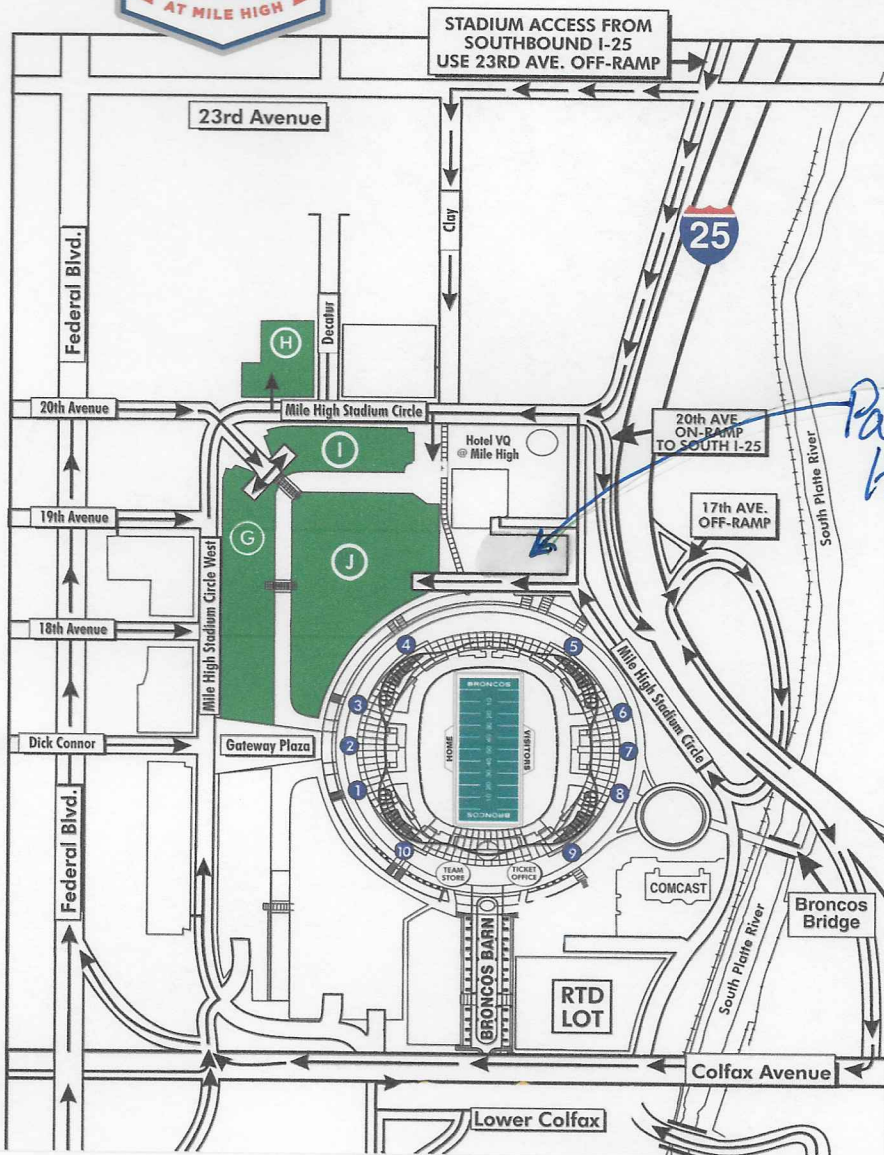 AT MILE HIGH
STADIUM ACCESS FROM
SOUTHBOUND I-25
USE 23RD AVE. OFF-RAMP
23rd Avenue
Federal Blvd.
Clay
25
Decatur
H
20th Avenue
Mile High Stadium Circle
20th AVE.
ON-RAMP
TO SOUTH I-25
I
Hotel VQ
@ Mile High
South Platte River
19th Avenue
G
J
17th AVE.
OFF-RAMP
Mile High Stadium Circle West
18th Avenue
4
5
Mile High Stadium Circle
3
6
BRONCOS
Dick Connor
Gateway Plaza
2
HOME
VISITORS
7
1
8
BRONCOS
10
9
TEAM
STORE
TICKET
OFFICE
COMCAST
Federal Blvd.
Broncos
Bridge
BRONCOS BARN
South Platte River
RTD
LOT
Colfax Avenue
Lower Colfax